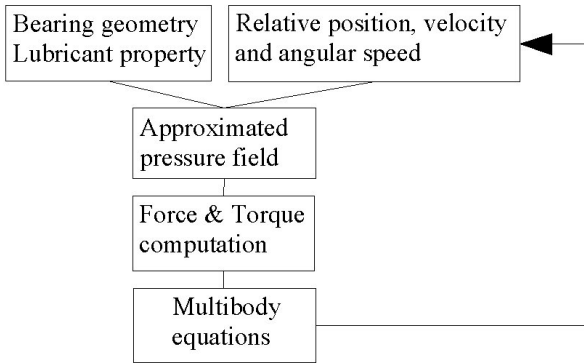 Bearing geometry
Lubricant property
Relative position, velocity
and angular speed
Approximated
pressure field
Force & Torque
computation
Multibody
equations